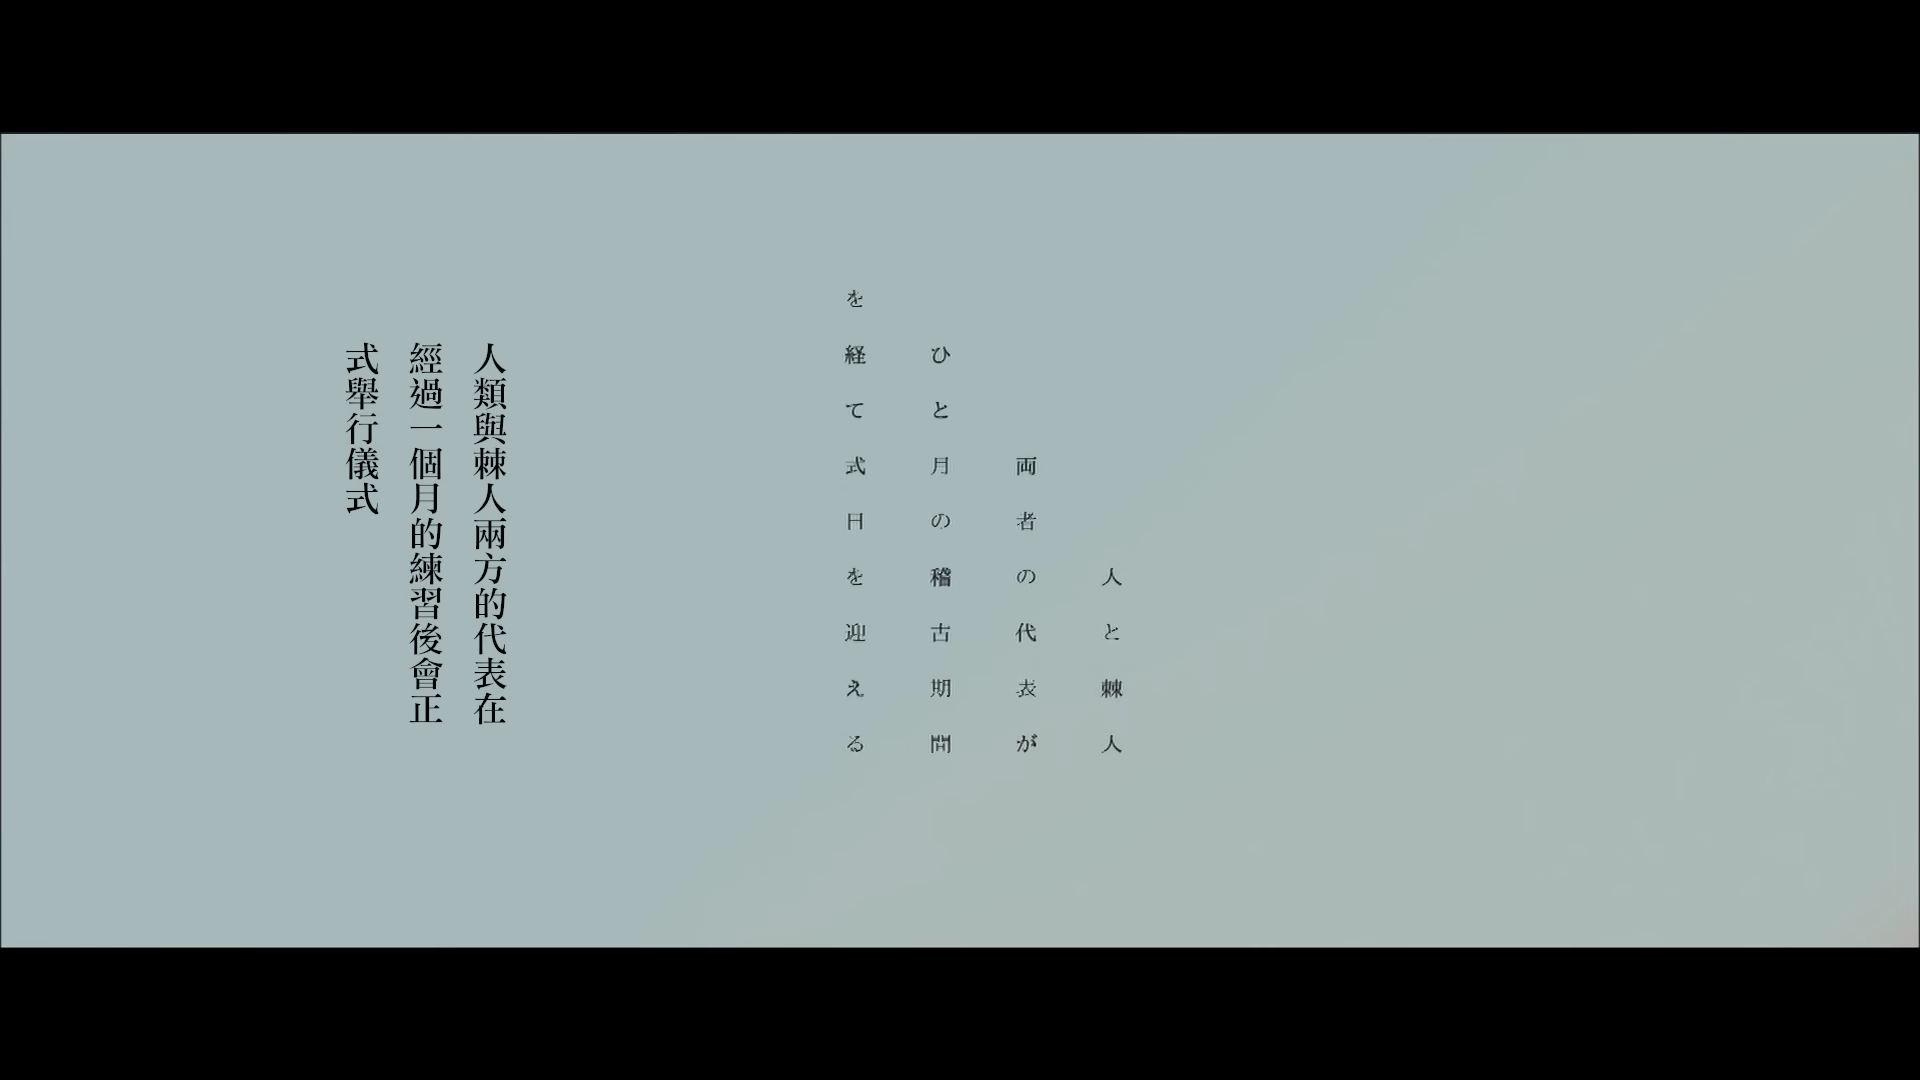 人と棘人
両者の代表が
ひと月の稽古期間
を経て式日を迎える
人類與棘人兩方的代表在
經過一個月的練習後會正
式舉行儀式